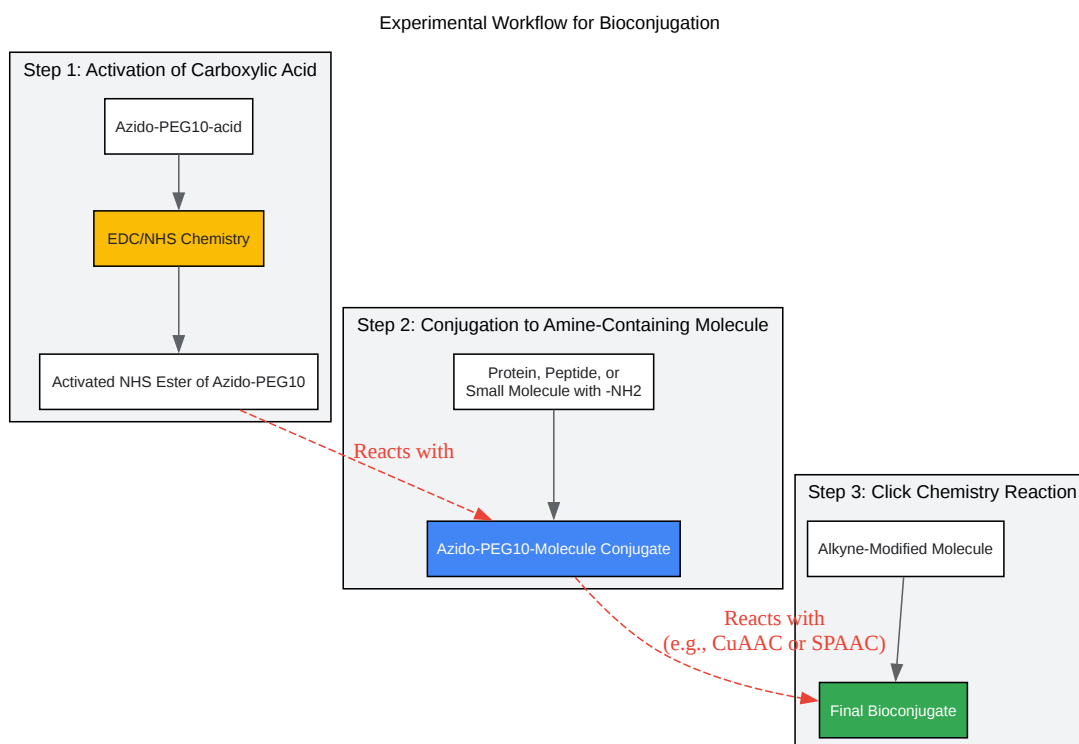 Experimental Workflow for Bioconjugation
Step 1: Activation of Carboxylic Acid
Azido-PEG10-acid
EDC/NHS Chemistry
Activated NHS Ester of Azido-PEG10
Reacts with
Step 2: Conjugation to Amine-Containing Molecule
Protein, Peptide, or
Small Molecule with -NH2
Azido-PEG10-Molecule Conjugate
Reacts with
(e.g., CuAAC or SPAAC)
Step 3: Click Chemistry Reaction
Alkyne-Modified Molecule
Final Bioconjugate